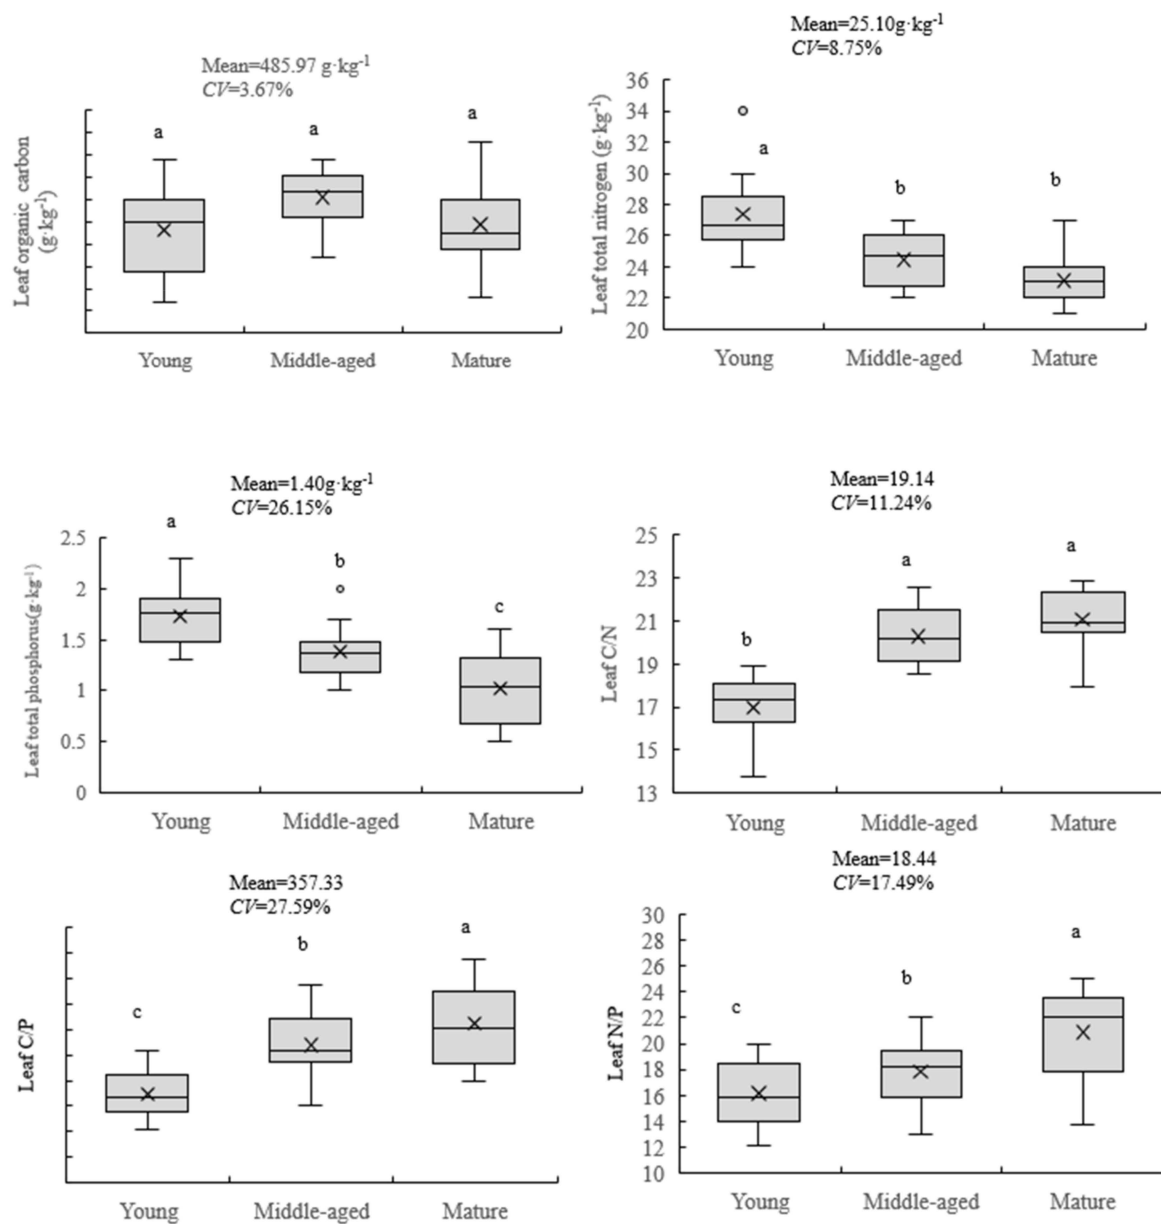 Mean=485.97 g·kg⁻¹
CV=3.67%
Leaf organic carbon
(g·kg⁻¹)
a
a
a
Young
Middle-aged
Mature
Mean=25.10g·kg⁻¹
CV=8.75%
Leaf total nitrogen (g·kg⁻¹)
36
34
32
30
28
26
24
22
20
a
b
b
Young
Middle-aged
Mature
Mean=1.40g·kg⁻¹
CV=26.15%
Leaf total phosphorus(g·kg⁻¹)
2.5
2
1.5
1
0.5
0
a
b
c
Young
Middle-aged
Mature
Mean=19.14
CV=11.24%
Leaf C/N
25
23
21
19
17
15
13
b
a
a
Young
Middle-aged
Mature
Mean=357.33
CV=27.59%
Leaf C/P
c
b
a
Young
Middle-aged
Mature
Mean=18.44
CV=17.49%
Leaf N/P
30
28
26
24
22
20
18
16
14
12
10
c
b
a
Young
Middle-aged
Mature